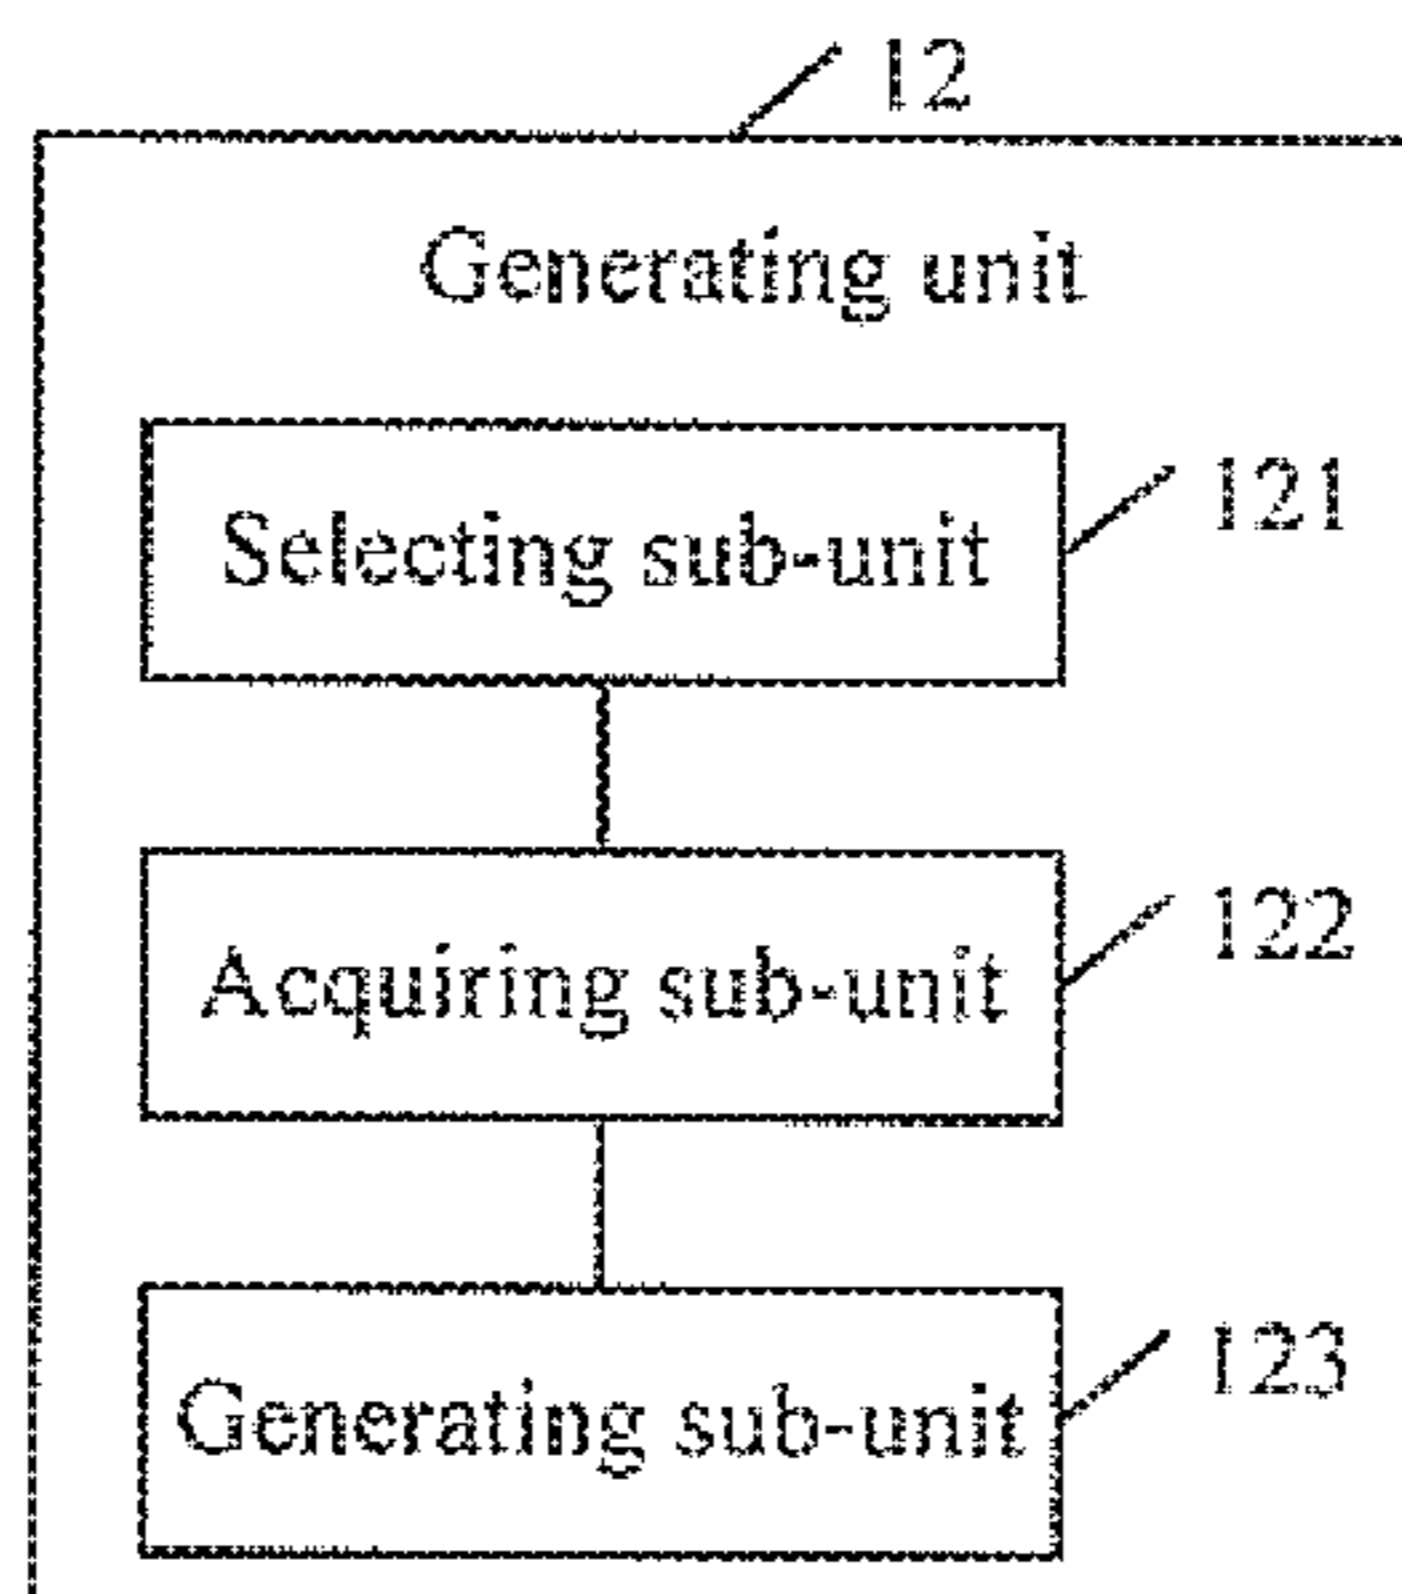 12
Generating unit
121
Selecting sub-unit
122
Acquiring sub-unit
123
Generating sub-unit